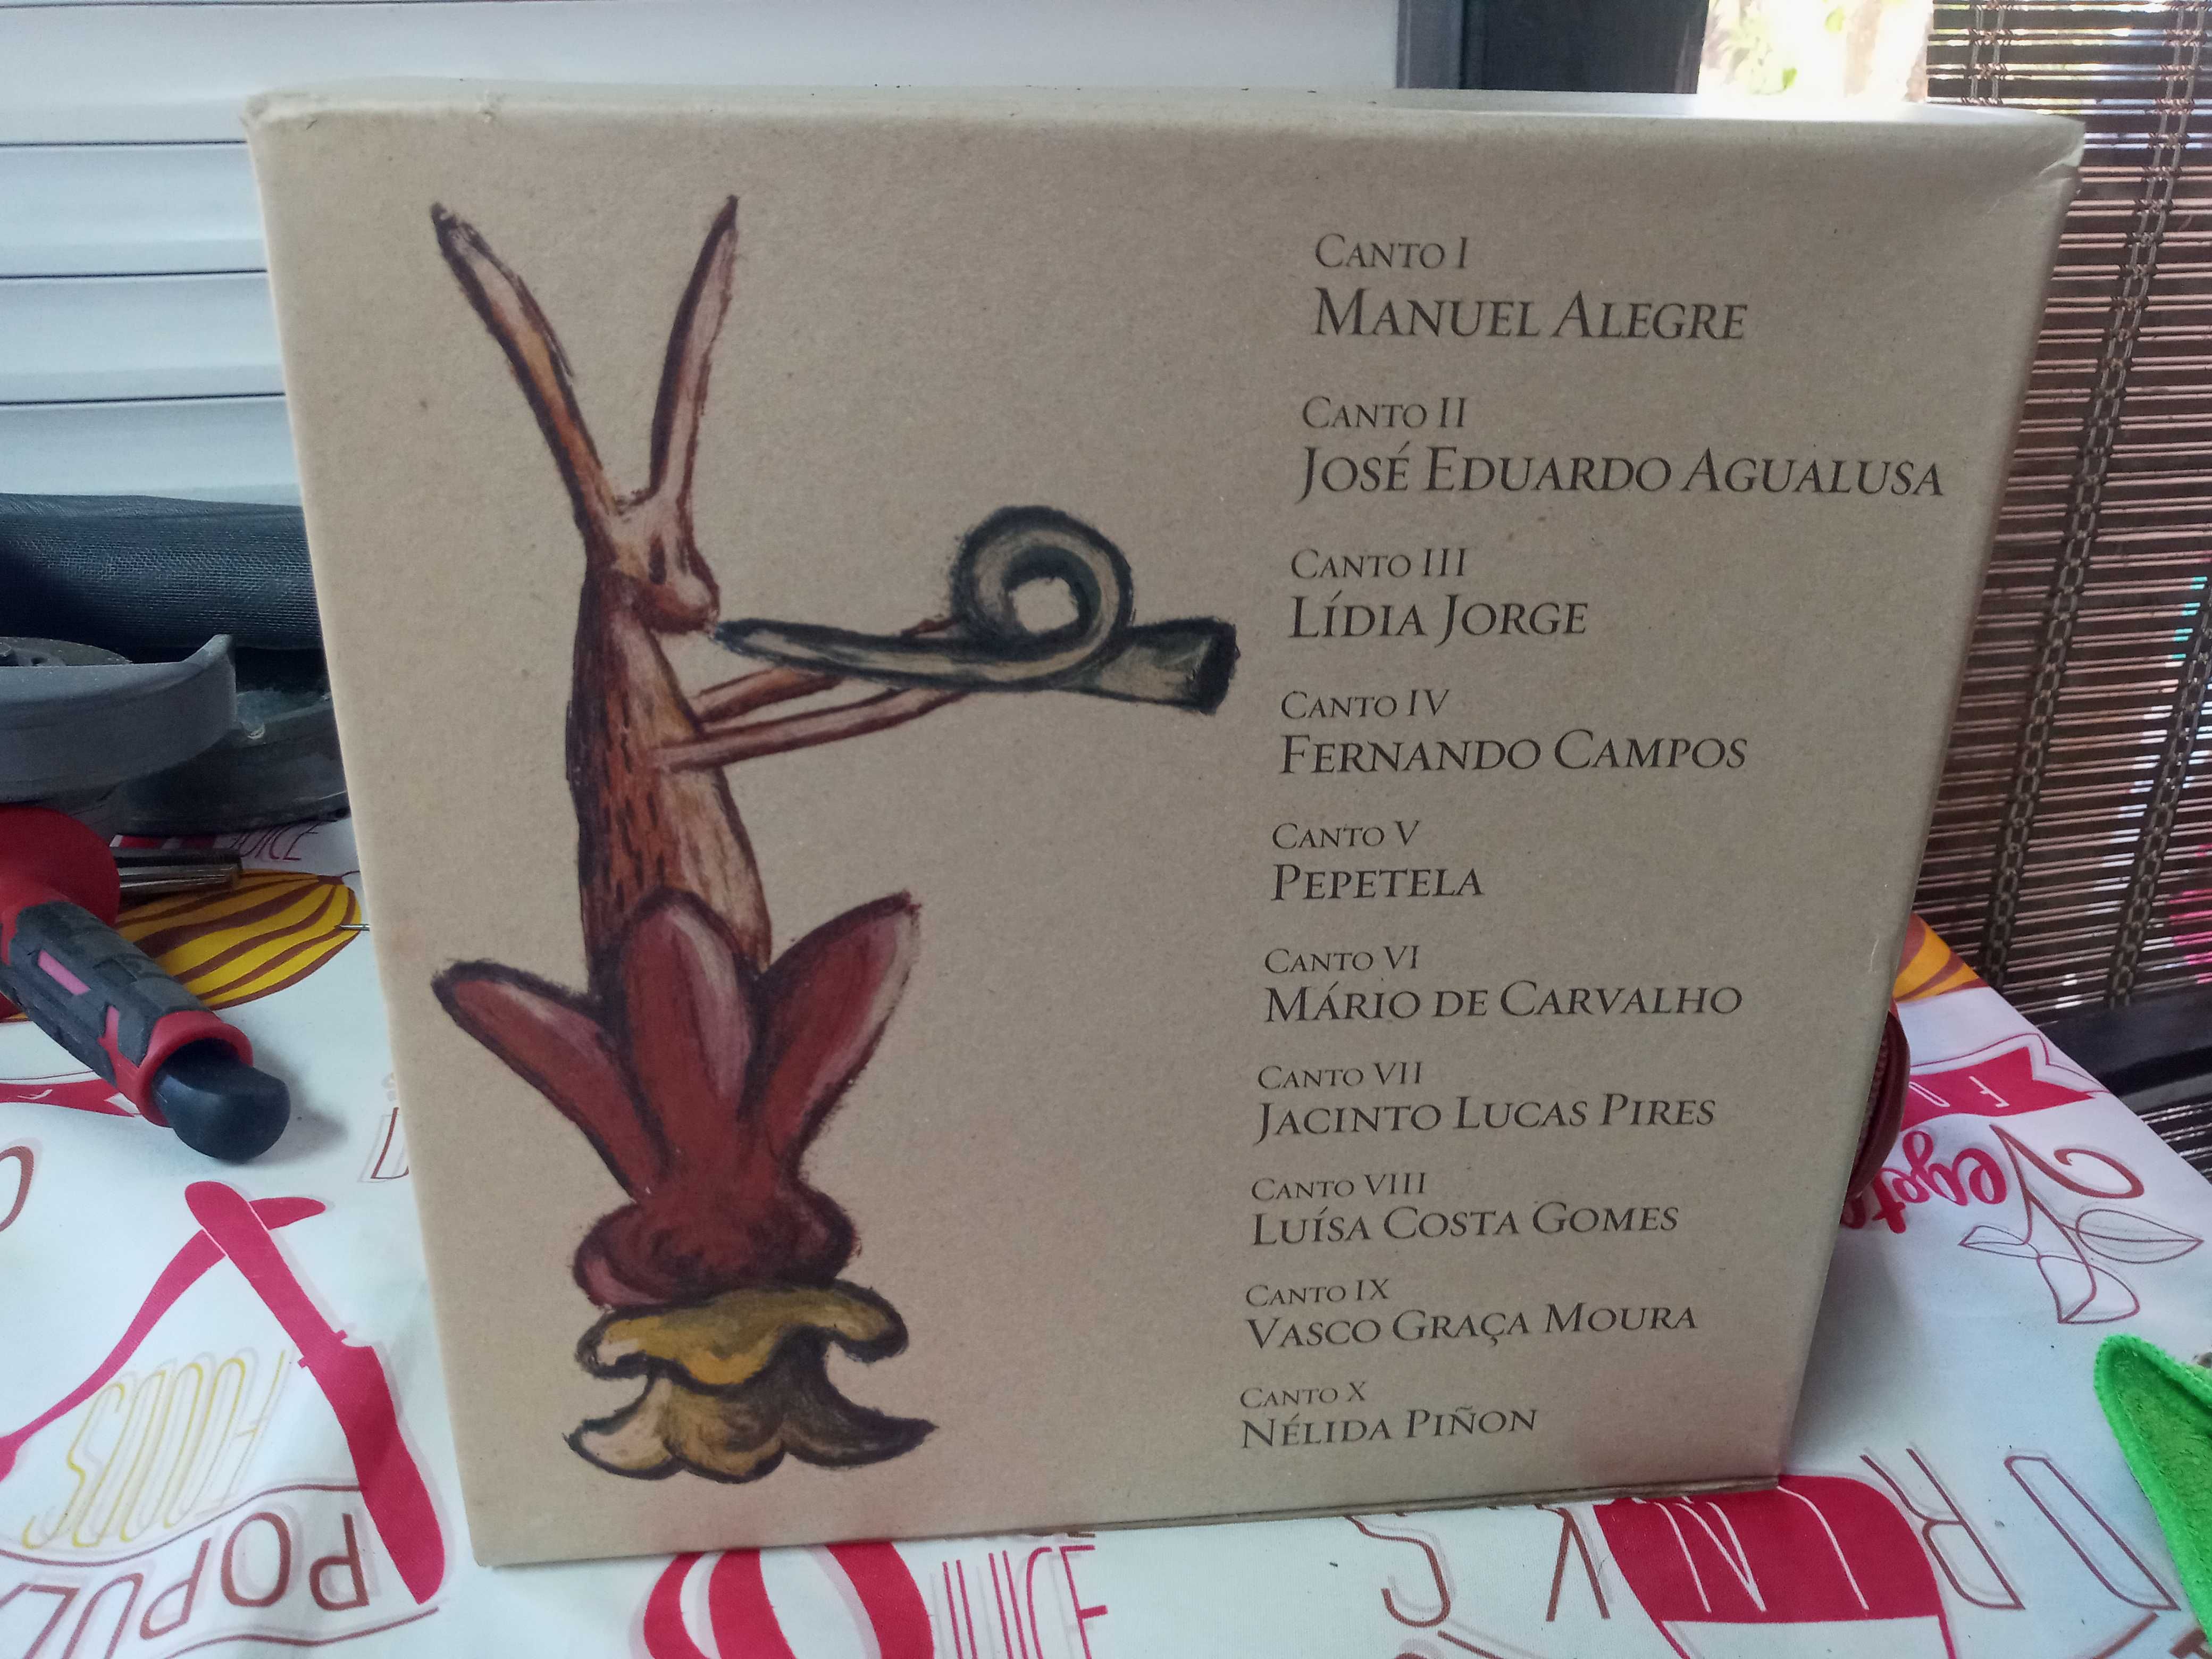 Canto I
Manuel Alegre
Canto II
José Eduardo Agualusa
Canto III
Lídia Jorge
Canto IV
Fernando Campos
Canto V
Pepetela
Canto VI
Mário de Carvalho
Canto VII
Jacinto Lucas Pires
Canto VIII
Luísa Costa Gomes
Canto IX
Vasco Graça Moura
Canto X
Nélida Piñon
FOODS
JUICE